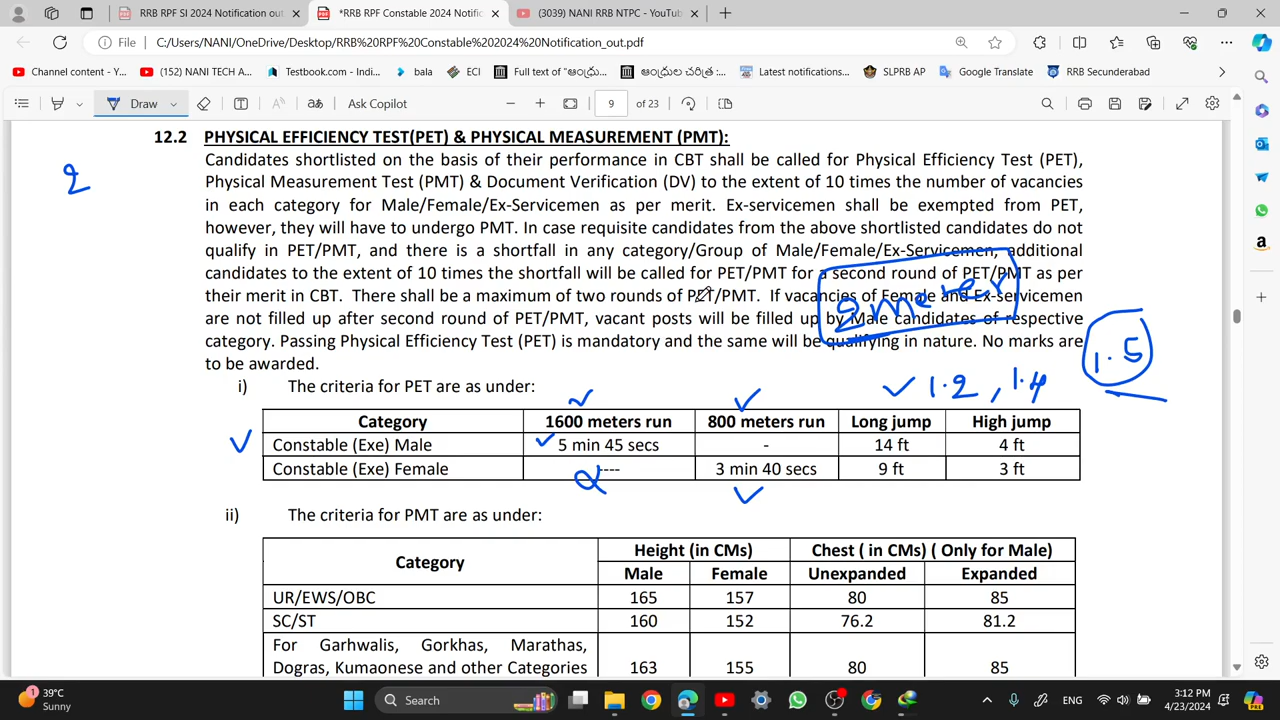 RRB RPF SI 2024 Notification out.
*RRB RPF Constable 2024 Notific
(3039) NANI RRB NTPC - YouTube
File
C:/Users/NANI/OneDrive/Desktop/RRB%20RPF%20Constable%202024%20Notification_out.pdf
Channel content - Y...
(152) NANI TECH A...
Testbook.com - Indi...
bala
ECI
Full text of "ఆంధ్రు...
ఆంధ్రుల చరిత్ర :...
Latest notifications...
SLPRB AP
Google Translate
RRB Secunderabad
Draw
Ask Copilot
9 of 23
12.2 PHYSICAL EFFICIENCY TEST(PET) & PHYSICAL MEASUREMENT (PMT):
2
Candidates shortlisted on the basis of their performance in CBT shall be called for Physical Efficiency Test (PET),
Physical Measurement Test (PMT) & Document Verification (DV) to the extent of 10 times the number of vacancies
in each category for Male/Female/Ex-Servicemen as per merit. Ex-servicemen shall be exempted from PET,
however, they will have to undergo PMT. In case requisite candidates from the above shortlisted candidates do not
qualify in PET/PMT, and there is a shortfall in any category/Group of Male/Female/Ex-Servicemen, additional
candidates to the extent of 10 times the shortfall will be called for PET/PMT for a second round of PET/PMT as per
their merit in CBT. There shall be a maximum of two rounds of PET/PMT. If vacancies of Female and Ex-servicemen
are not filled up after second round of PET/PMT, vacant posts will be filled up by Male candidates of respective
category. Passing Physical Efficiency Test (PET) is mandatory and the same will be qualifying in nature. No marks are
to be awarded.
2 meter
1.5
i) The criteria for PET are as under:
1.2 , 1.4
Category 1600 meters run 800 meters run Long jump High jump
Constable (Exe) Male 5 min 45 secs - 14 ft 4 ft
Constable (Exe) Female ---- 3 min 40 secs 9 ft 3 ft
ii) The criteria for PMT are as under:
Category Height (in CMs) Chest ( in CMs) ( Only for Male)
Male Female Unexpanded Expanded
UR/EWS/OBC 165 157 80 85
SC/ST 160 152 76.2 81.2
For Garhwalis, Gorkhas, Marathas,
Dogras, Kumaonese and other Categories 163 155 80 85
39°C
Sunny
Search
ENG
3:12 PM
4/23/2024